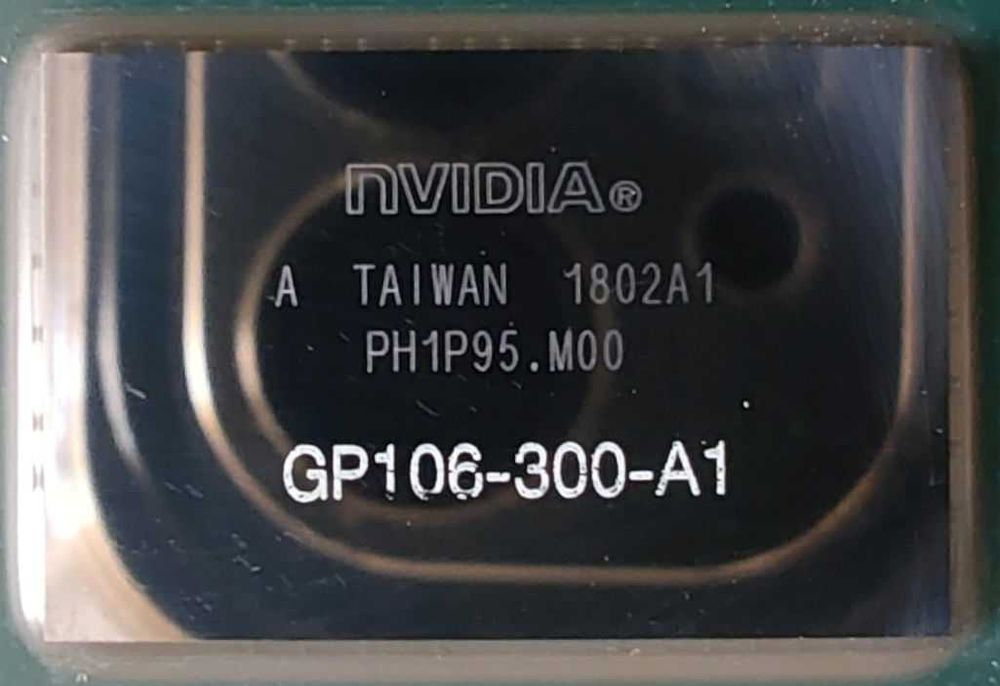 nVIDIA®
A TAIWAN 1802A1
PH1P95.M00
GP106-300-A1